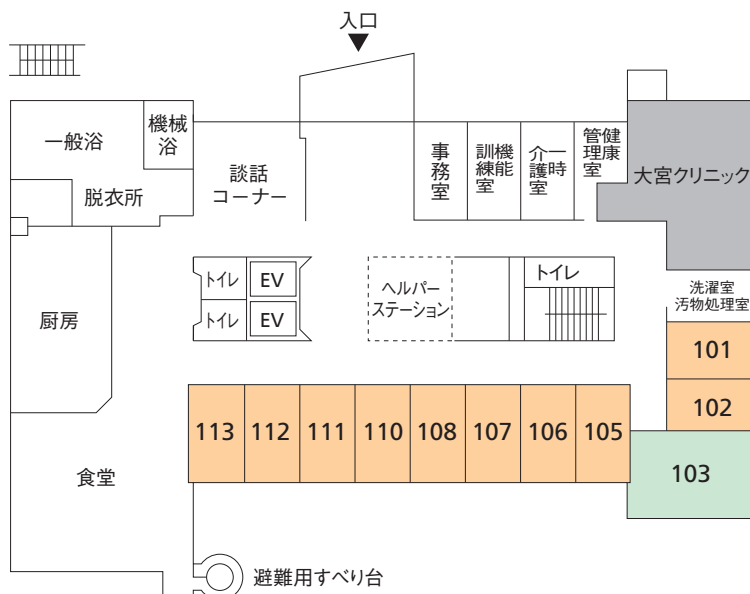 入口
一般浴
機械
浴
脱衣所
談話
コーナー
事務室
機能
訓練室
一時
介護室
健康
管理室
大宮クリニック
トイレ
EV
トイレ
EV
ヘルパー
ステーション
トイレ
洗濯室
汚物処理室
厨房
101
102
103
113
112
111
110
108
107
106
105
食堂
避難用すべり台